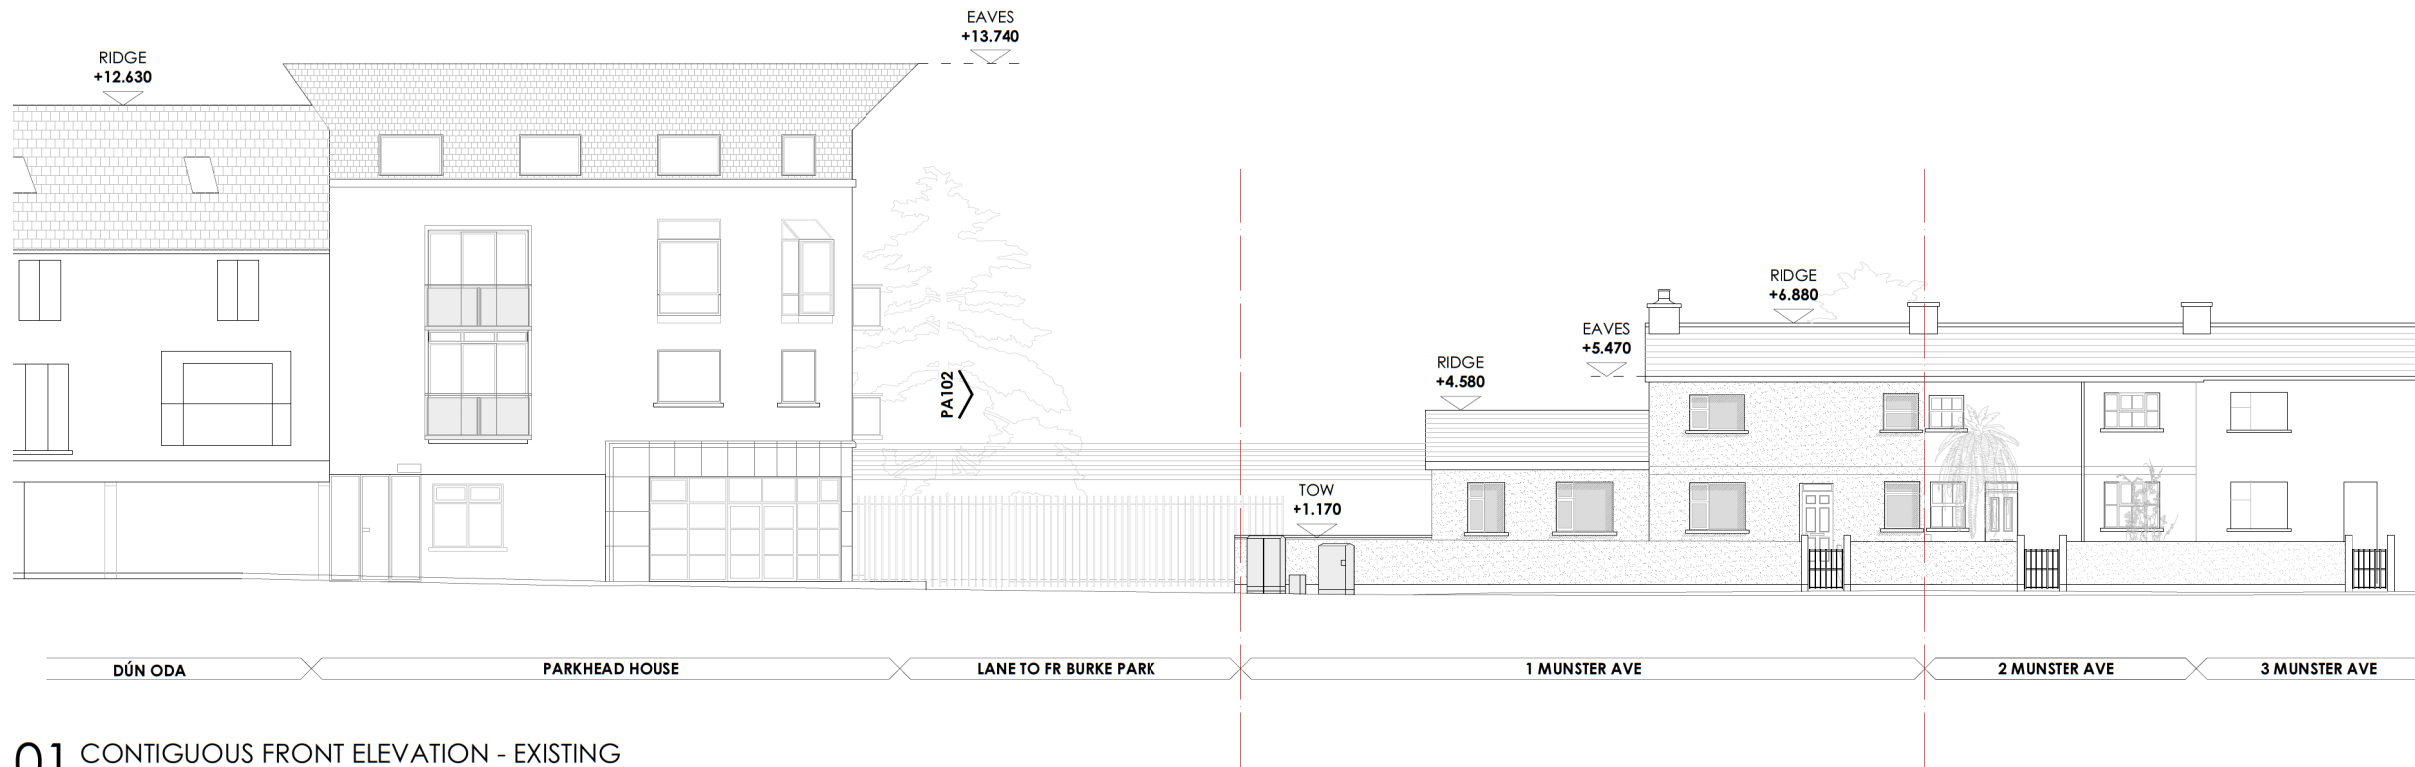 EAVES
+13.740
RIDGE
+12.630
RIDGE
+6.880
EAVES
+5.470
RIDGE
+4.580
PA102
TOW
+1.170
DÚN ODA
PARKHEAD HOUSE
LANE TO FR BURKE PARK
1 MUNSTER AVE
2 MUNSTER AVE
3 MUNSTER AVE
01 CONTIGUOUS FRONT ELEVATION - EXISTING